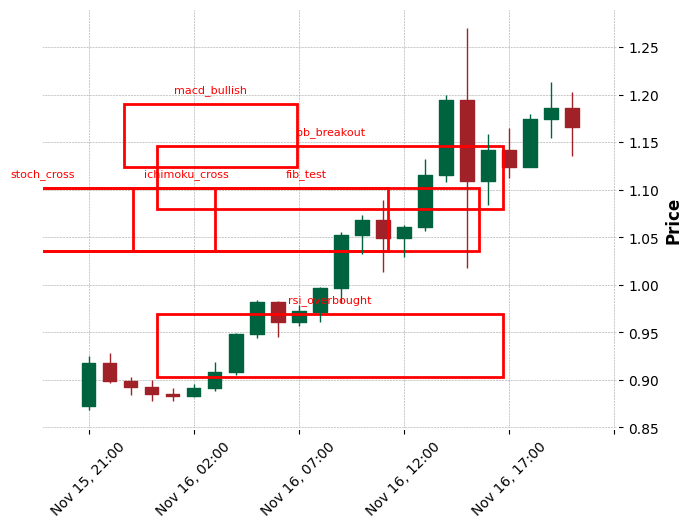 1.25
1.20
macd_bullish
1.15
bb_breakout
stoch_cross
ichimoku_cross
fib_test
1.10
1.05
Price
1.00
rsi_overbought
0.95
0.90
0.85
Nov 15, 21:00
Nov 16, 02:00
Nov 16, 07:00
Nov 16, 12:00
Nov 16, 17:00